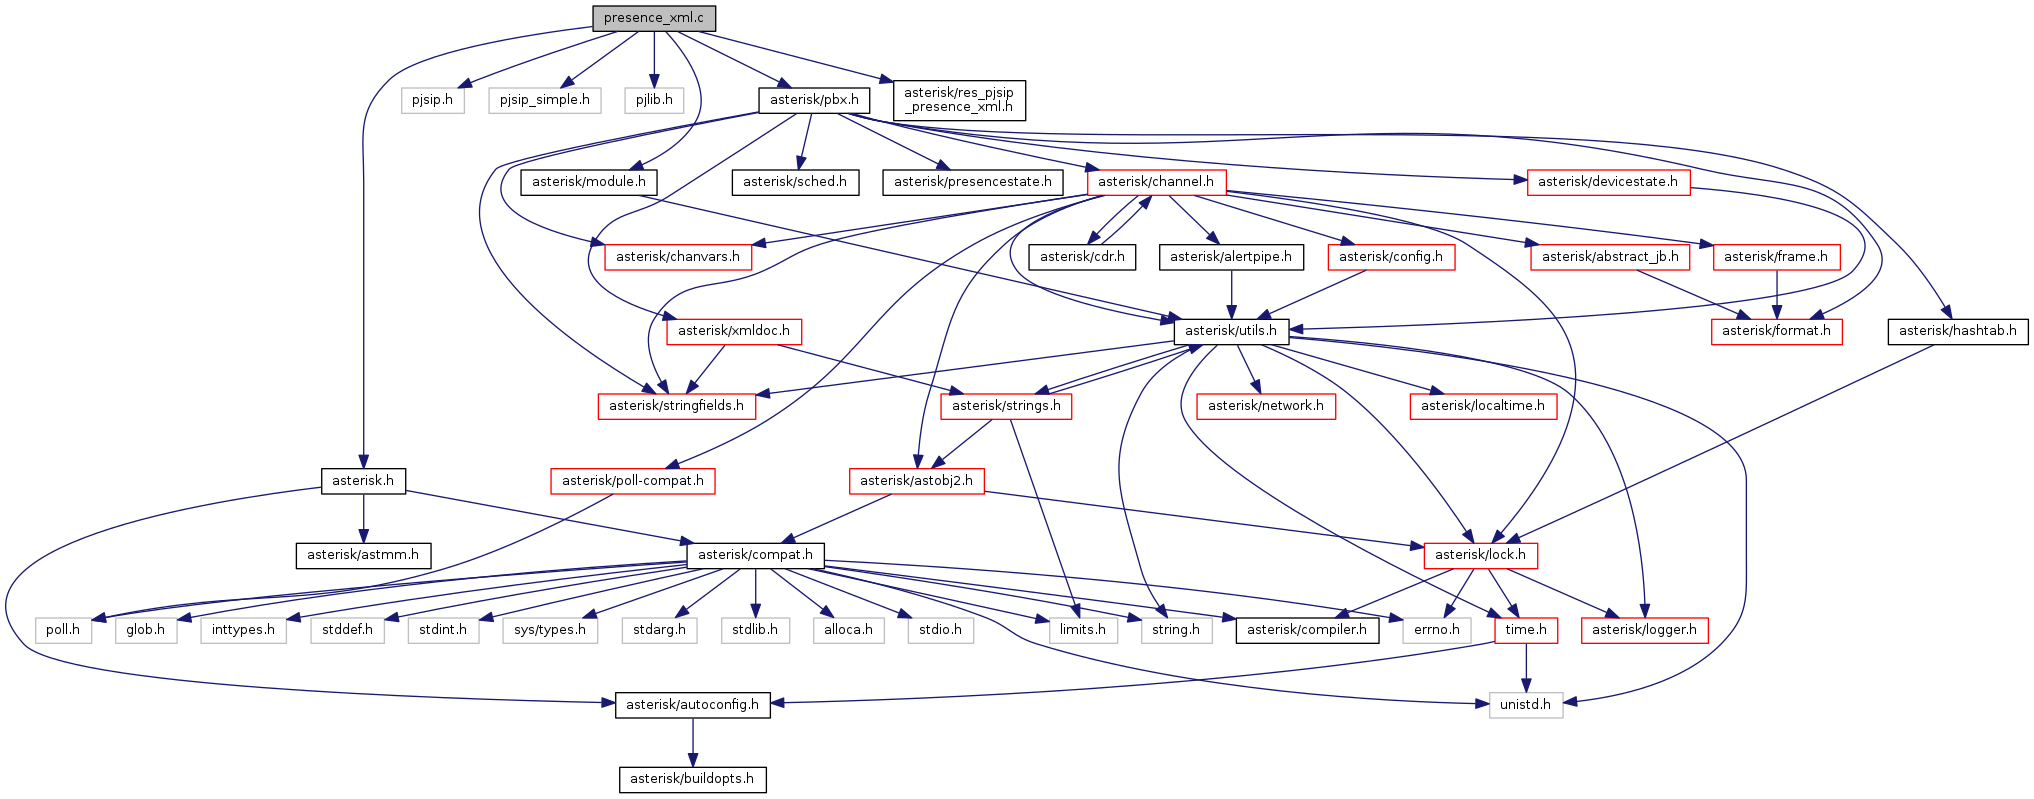 presence_xml.c
pjsip.h
pjsip_simple.h
pjlib.h
asterisk/pbx.h
asterisk/res_pjsip
_presence_xml.h
asterisk/module.h
asterisk/sched.h
asterisk/presencestate.h
asterisk/channel.h
asterisk/devicestate.h
asterisk/chanvars.h
asterisk/cdr.h
asterisk/alertpipe.h
asterisk/config.h
asterisk/abstract_jb.h
asterisk/frame.h
asterisk/xmldoc.h
asterisk/utils.h
asterisk/format.h
asterisk/hashtab.h
asterisk/stringfields.h
asterisk/strings.h
asterisk/network.h
asterisk/localtime.h
asterisk.h
asterisk/poll-compat.h
asterisk/astobj2.h
asterisk/astmm.h
asterisk/compat.h
asterisk/lock.h
poll.h
glob.h
inttypes.h
stddef.h
stdint.h
sys/types.h
stdarg.h
stdlib.h
alloca.h
stdio.h
limits.h
string.h
asterisk/compiler.h
errno.h
time.h
asterisk/logger.h
asterisk/autoconfig.h
unistd.h
asterisk/buildopts.h